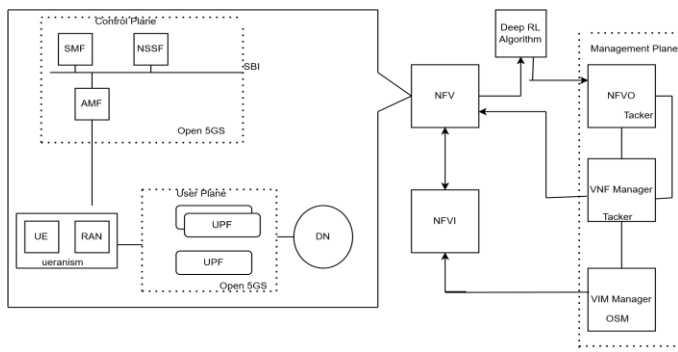 Control Plane
SMF
NSSF
SBI
AMF
Open 5GS
UE
RAN
ueranism
User Plane
UPF
UPF
Open 5GS
DN
NFV
NFVI
Deep RL
Algorithm
Management Plane
NFVO
Tacker
VNF Manager
Tacker
VIM Manager
OSM